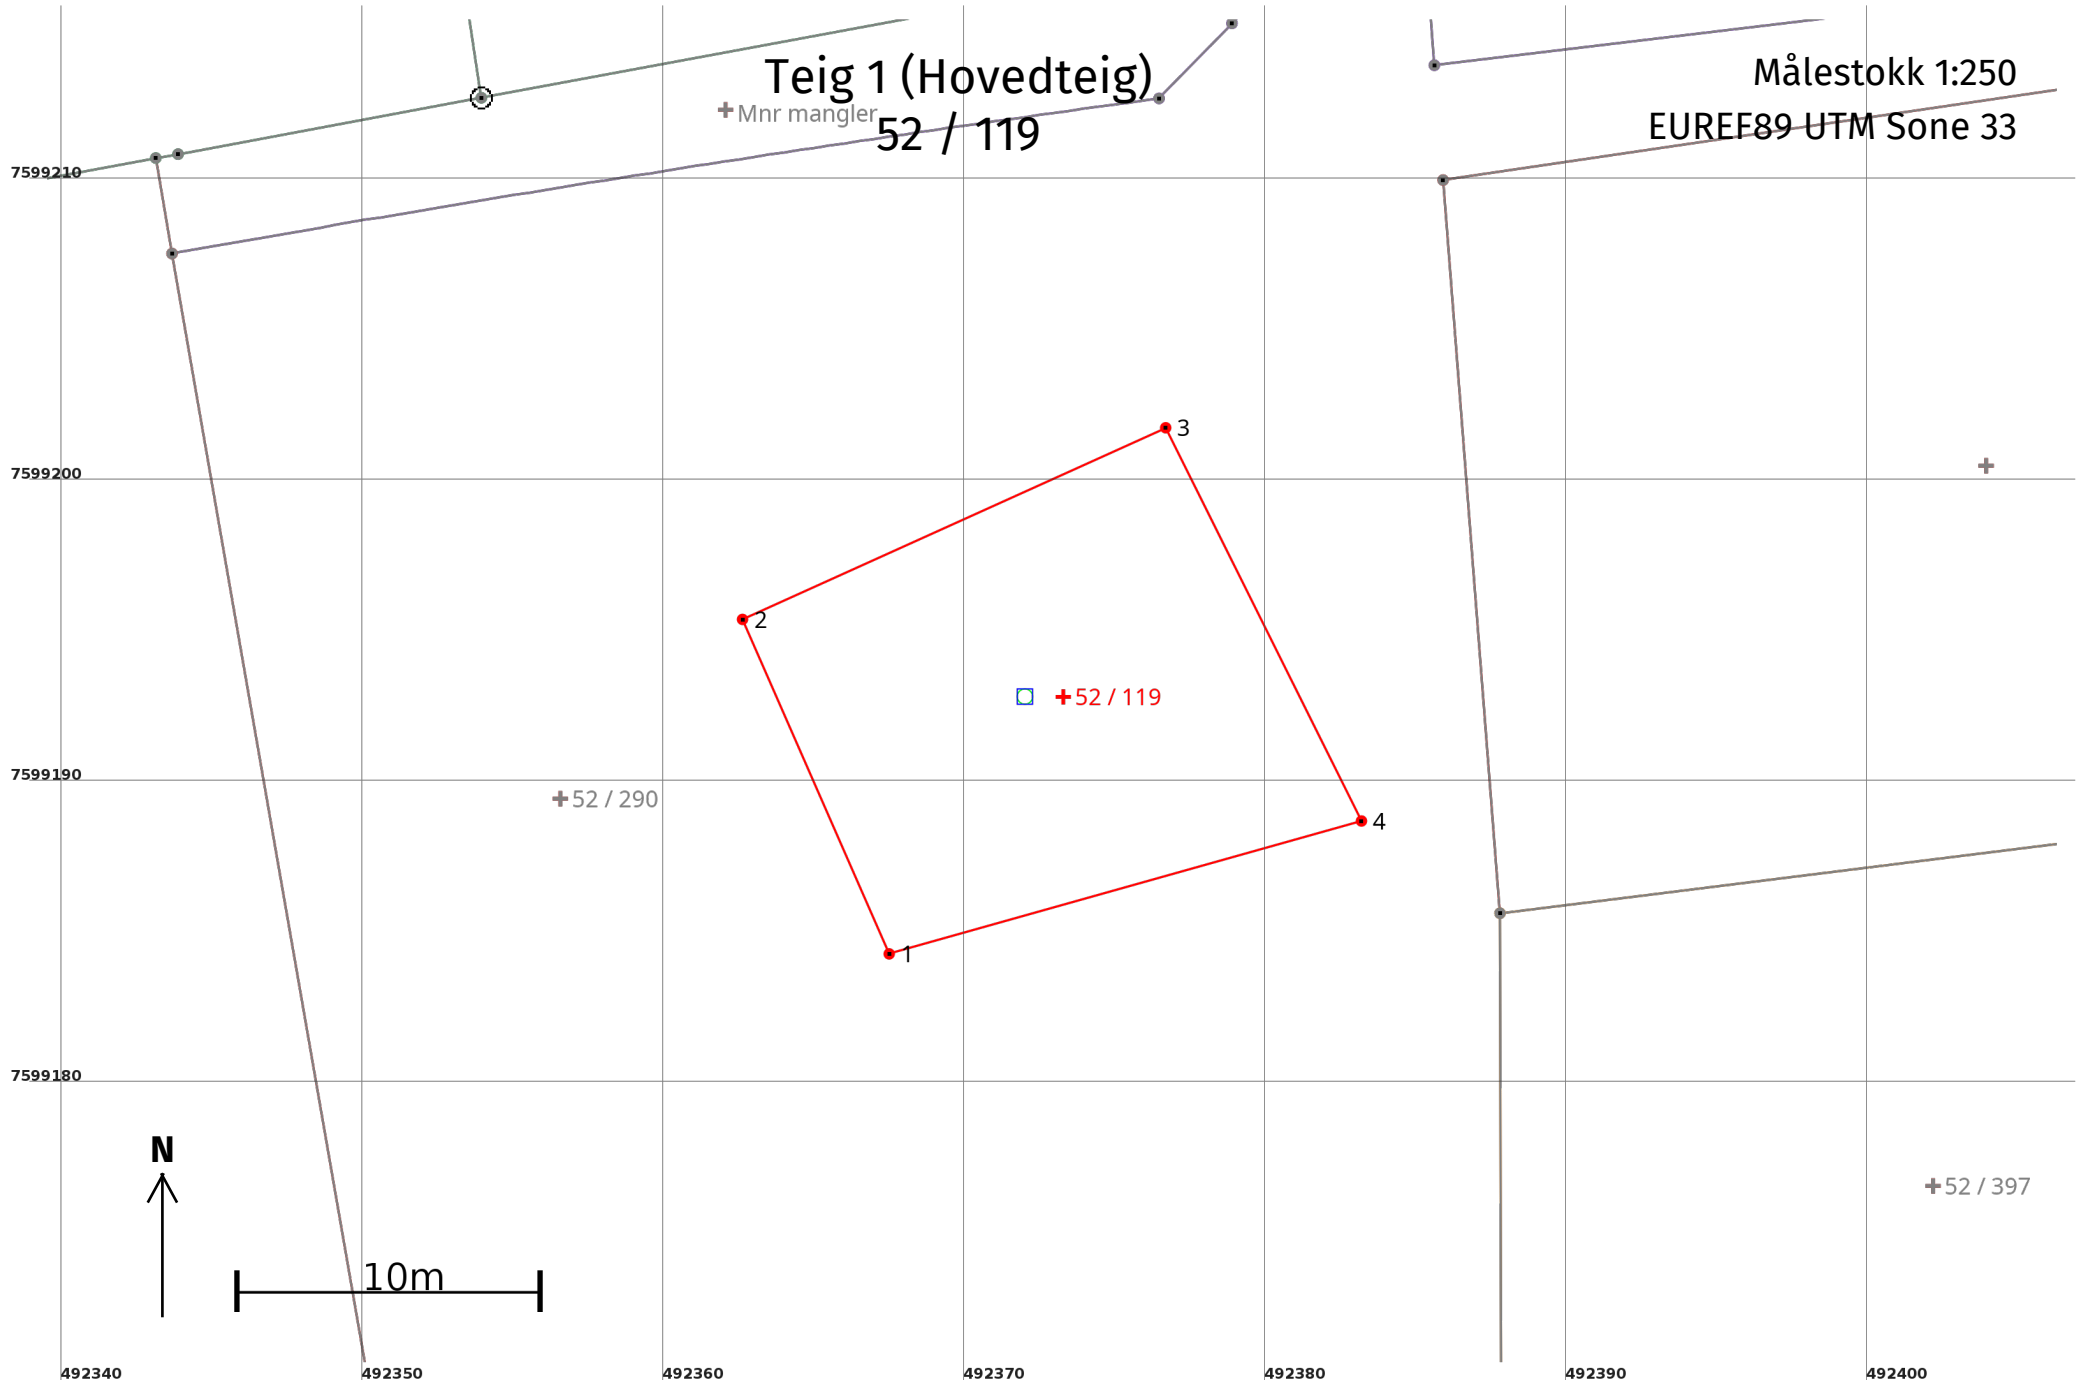 Teig 1 (Hovedteig)
52 / 119
Målestokk 1:250
EUREF89 UTM Sone 33
Mnr mangler
7599210
7599200
3
2
52 / 119
7599190
52 / 290
4
1
7599180
N
52 / 397
10m
492340
492350
492360
492370
492380
492390
492400